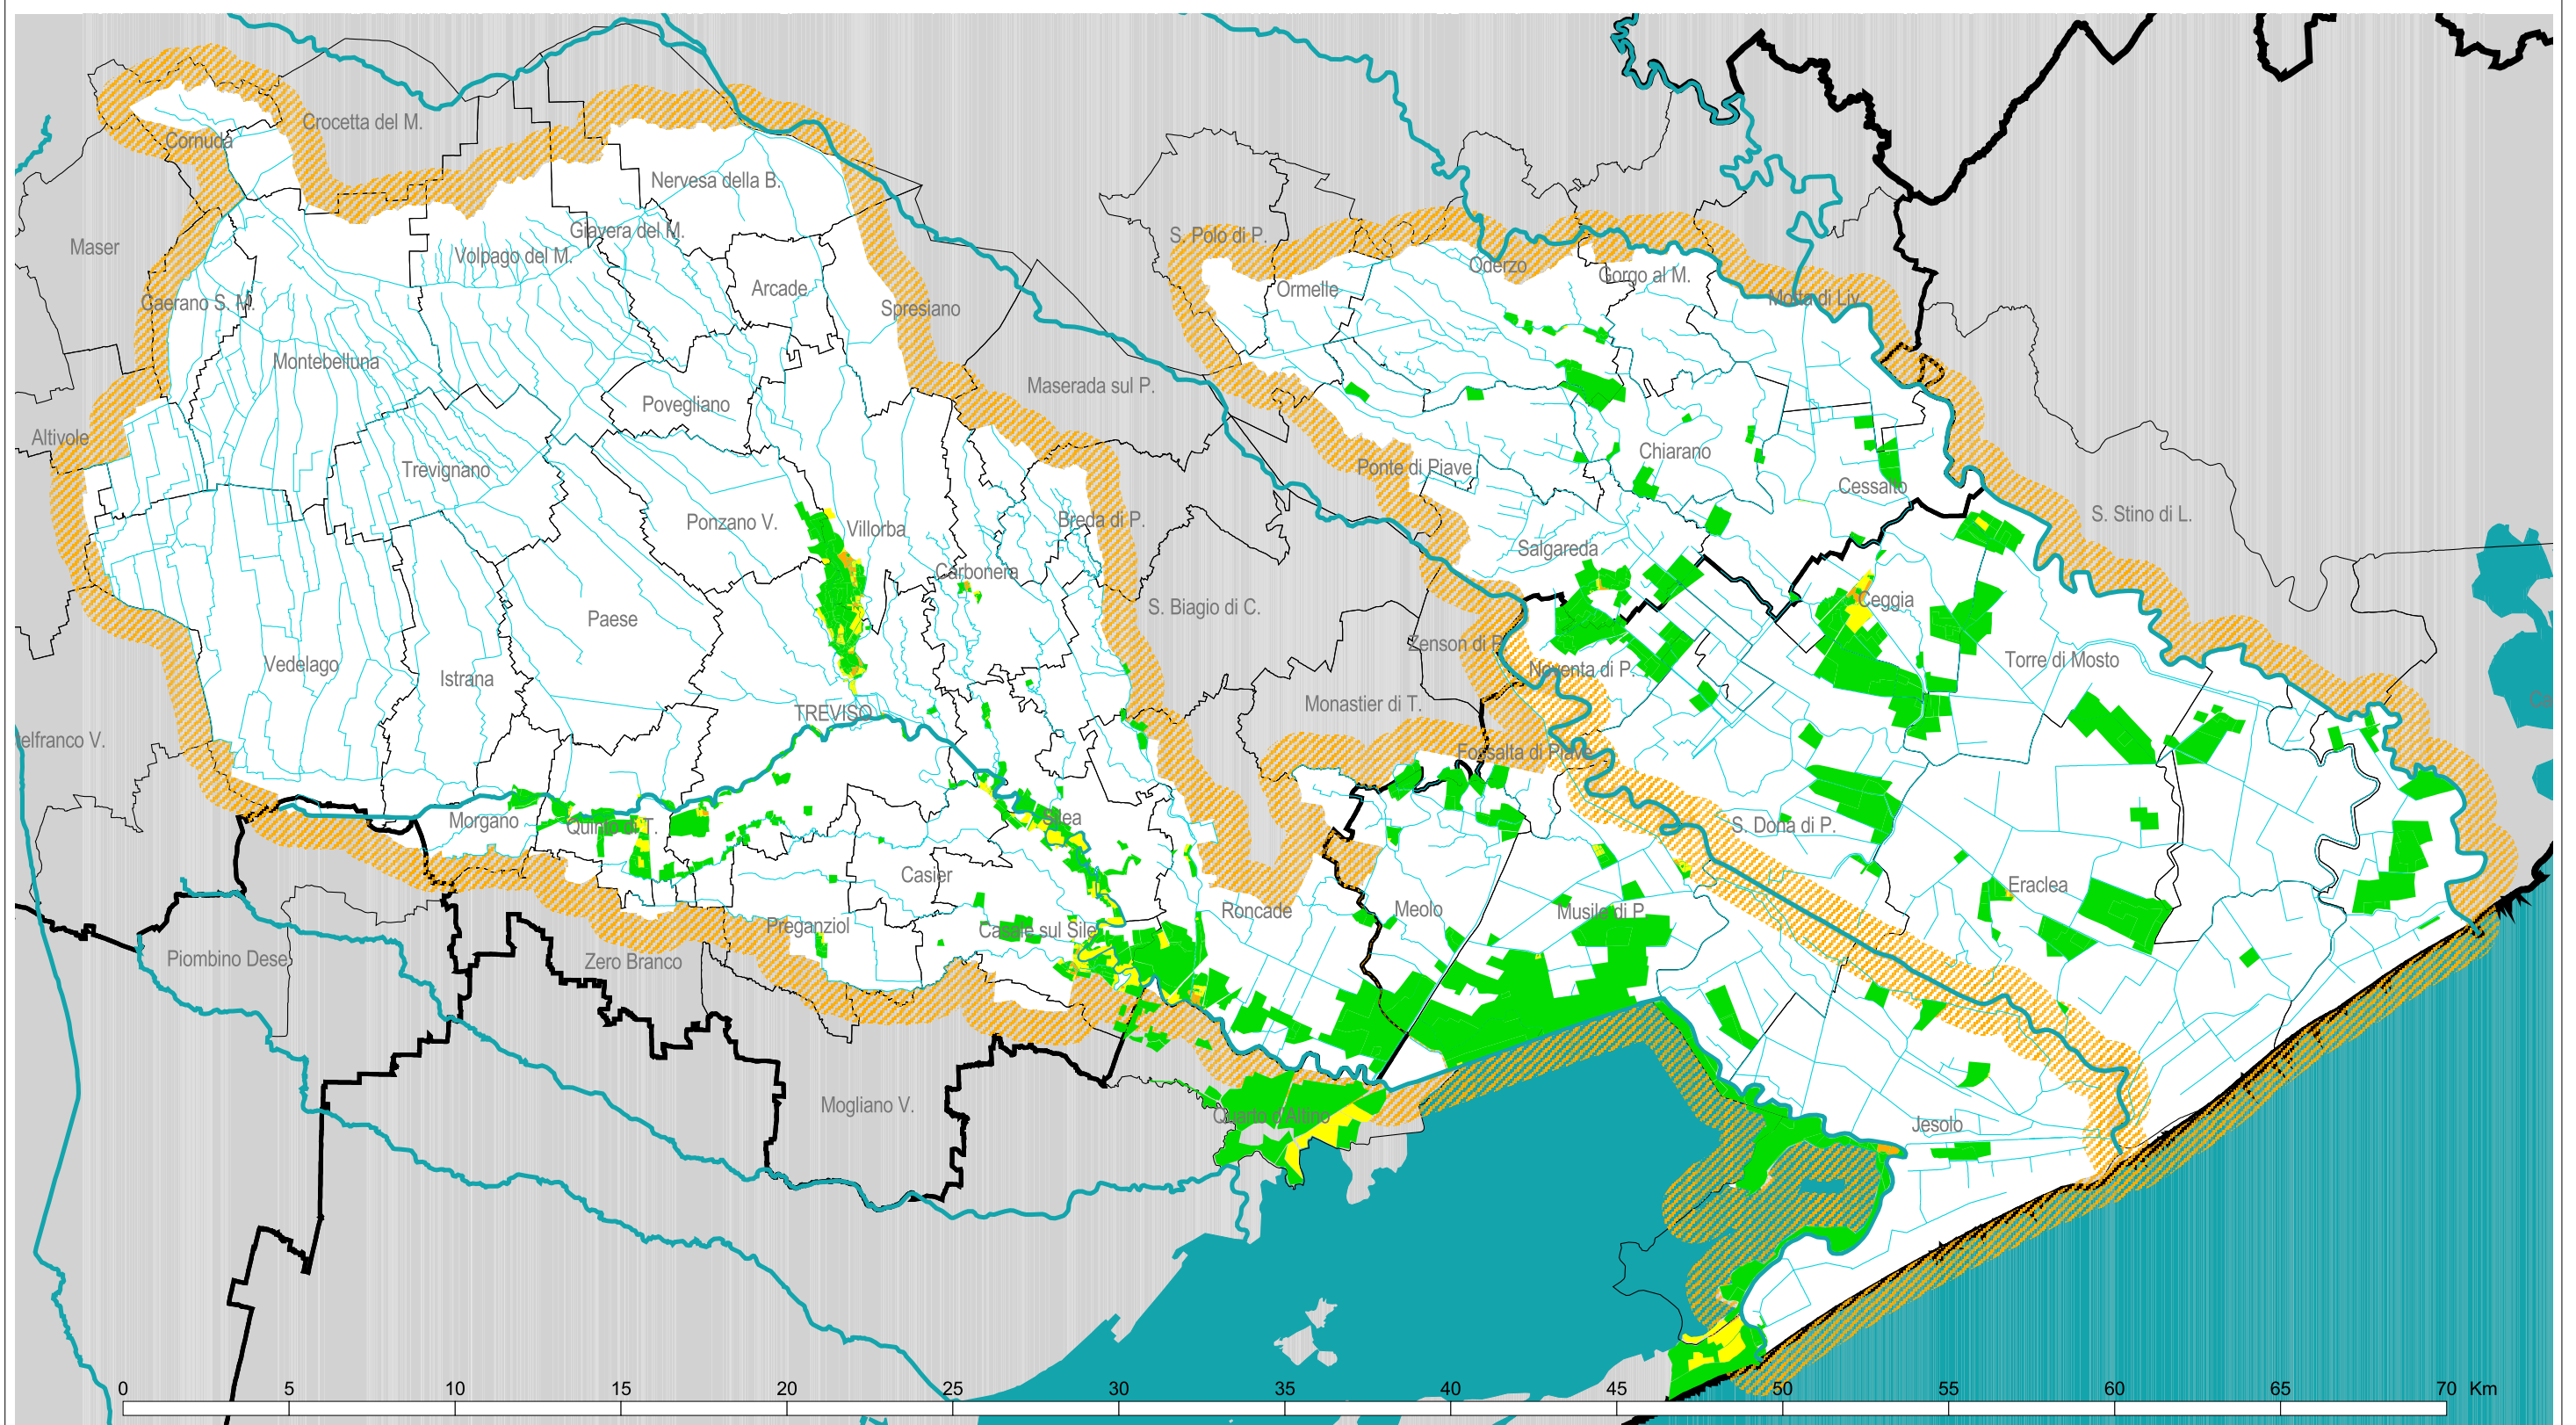 Crocetta del M.
Cornuda
Nervesa della B.
Giavera del M.
S. Polo di P.
Maser
Volpago del M.
Oderzo
Gorgo al M.
Arcade
Ormelle
Motta di Liv.
Caerano S. M.
Spresiano
Montebelluna
Maserada sul P.
Povegliano
Altivole
Chiarano
Trevignano
Ponte di Piave
Cessalto
S. Stino di L.
Ponzano V.
Villorba
Breda di P.
Salgareda
Carbonera
Ceggia
S. Biagio di C.
Paese
Zenson di P.
Vedelago
Istrana
Noventa di P.
Torre di Mosto
Monastier di T.
Ca
TREVISO
elfranco V.
Fossalta di Piave
Morgano
Quinto di T.
Silea
S. Donà di P.
Casier
Eraclea
Roncade
Meolo
Musile di P.
Preganziol
Casale sul Sile
Piombino Dese
Zero Branco
Mogliano V.
Quarto d'Altino
Jesolo
0 5 10 15 20 25 30 35 40 45 50 55 60 65 70 Km